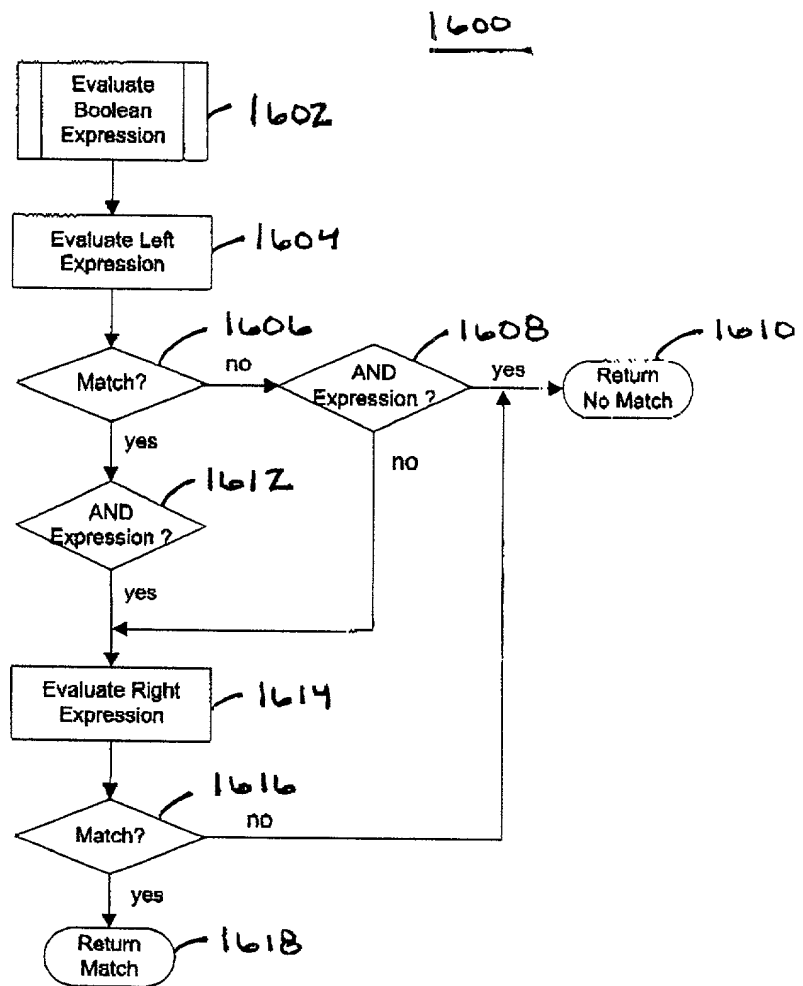 1600
Evaluate
Boolean
Expression
1602
Evaluate Left
Expression
1604
Match?
1606
no
AND
Expression ?
1608
yes
Return
No Match
1610
yes
no
AND
Expression ?
1612
yes
Evaluate Right
Expression
1614
Match?
1616
no
yes
Return
Match
1618